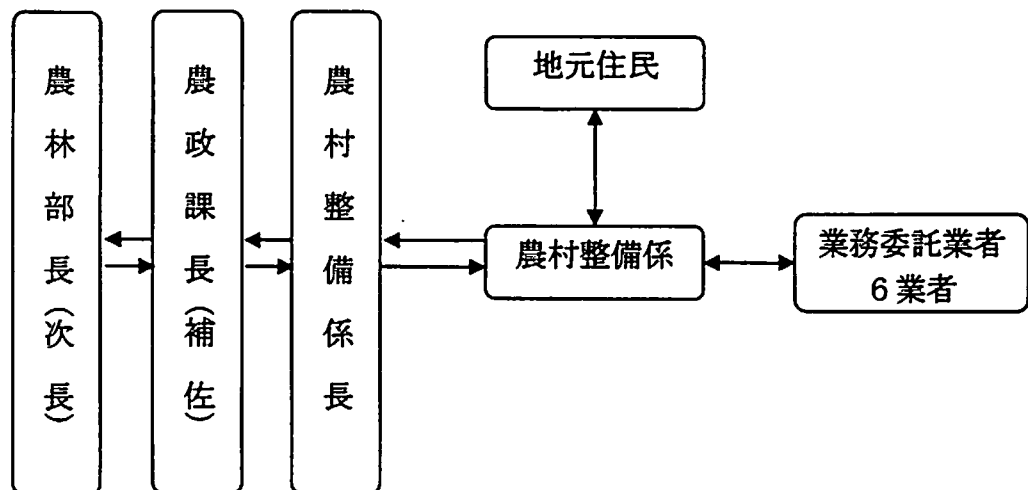 農林部長(次長)
農政課長(補佐)
農村整備係長
地元住民
農村整備係
業務委託業者
6業者